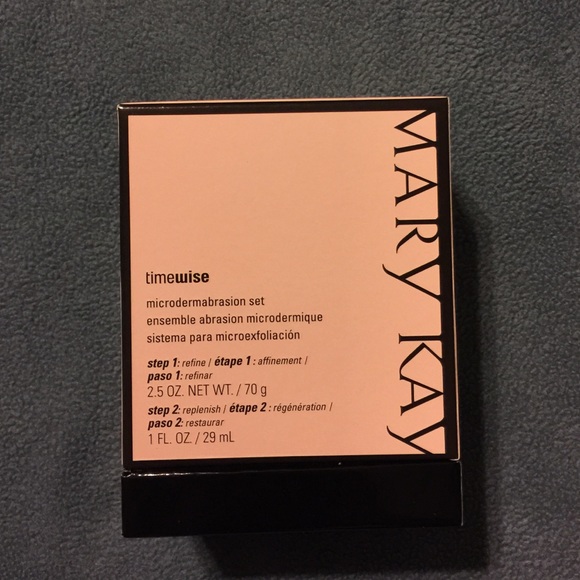 MARY KAY
timewise
microdermabrasion set
ensemble abrasion microdermique
sistema para microexfoliación
step 1: refine / étape 1 : affinement /
paso 1: refinar
2.5 OZ. NET WT. / 70 g
step 2: replenish / étape 2 : régénération /
paso 2: restaurar
1 FL. OZ. / 29 mL